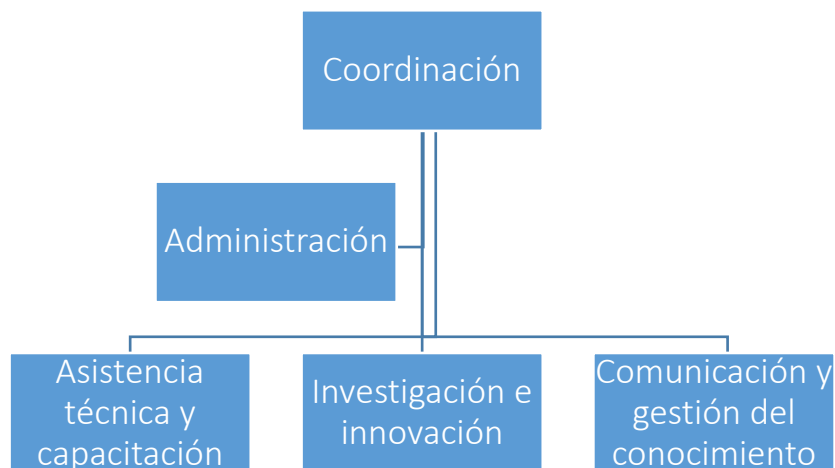 Coordinación
Administración
Asistencia
técnica y
capacitación
Investigación e
innovación
Comunicación y
gestión del
conocimiento